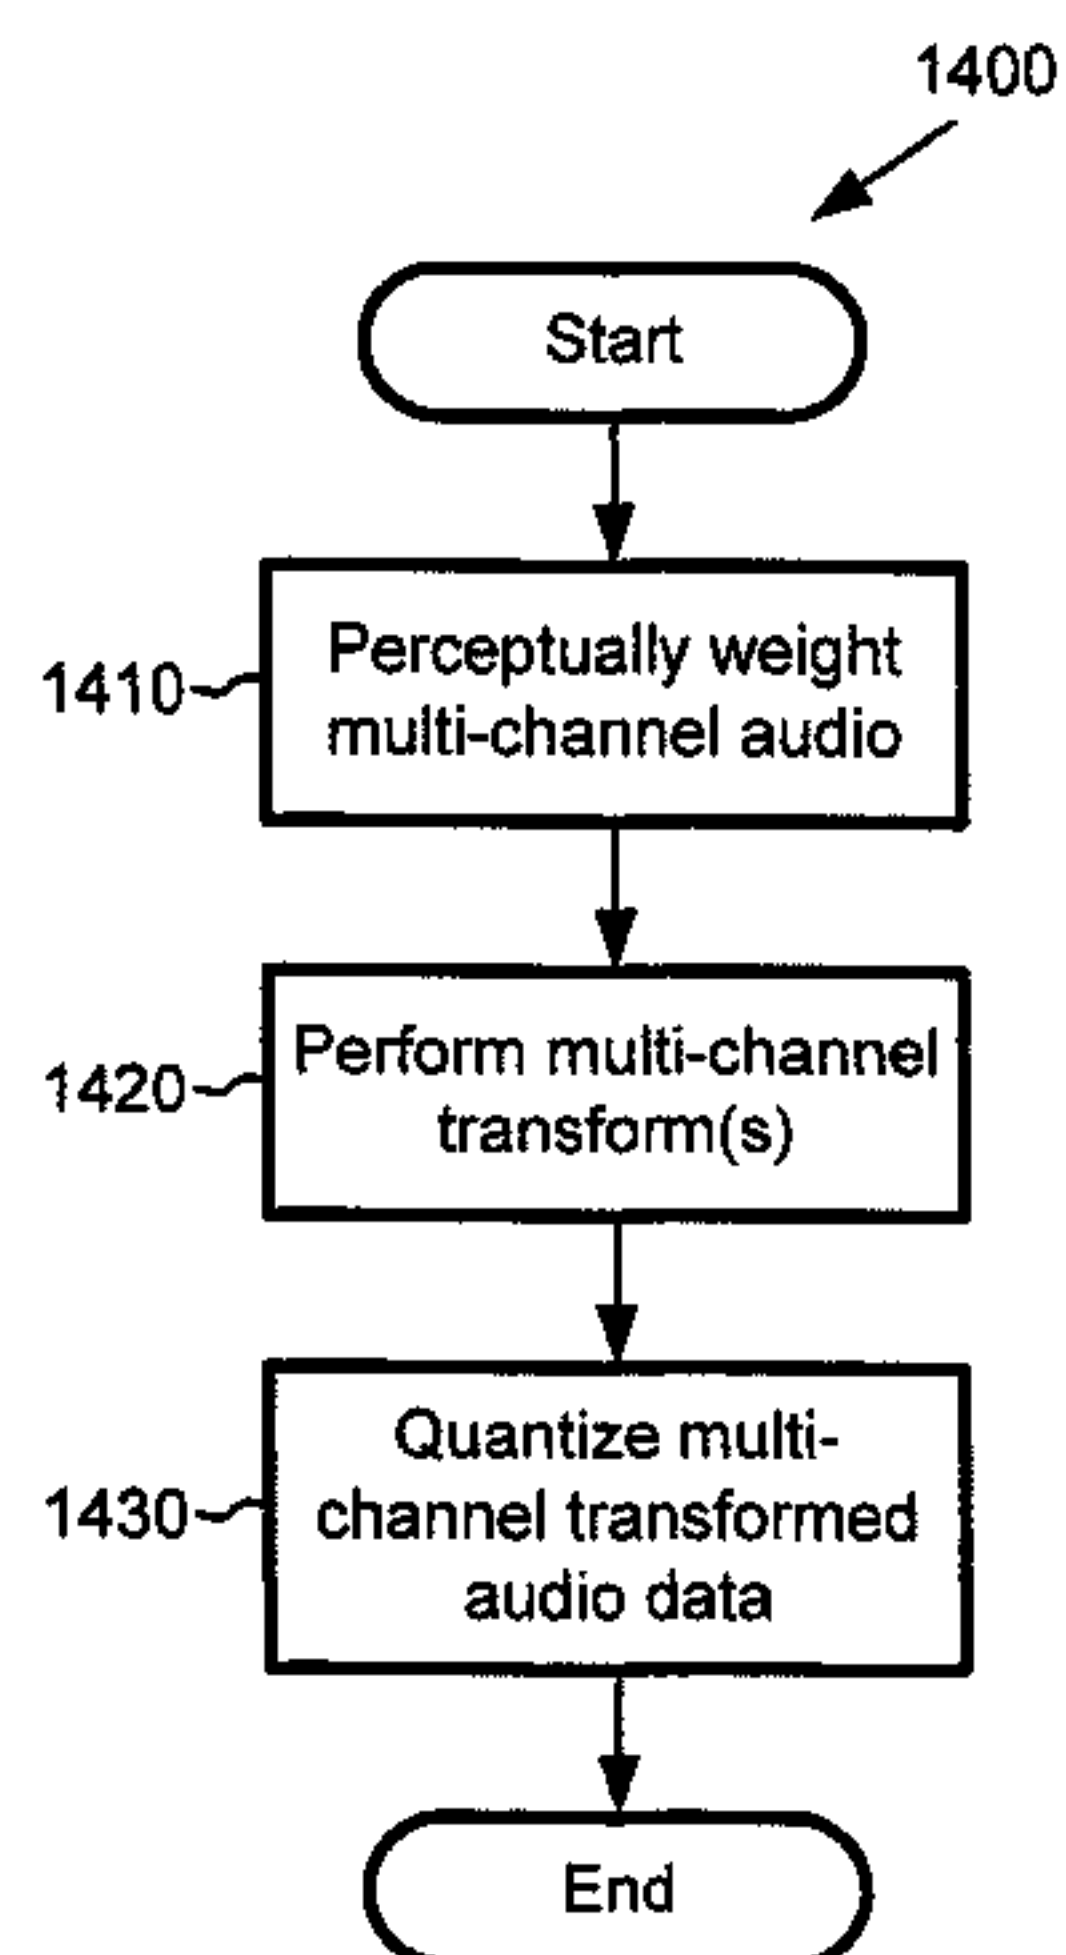 1400
Start
1410
Perceptually weight
multi-channel audio
1420
Perform multi-channel
transform(s)
1430
Quantize multi-
channel transformed
audio data
End